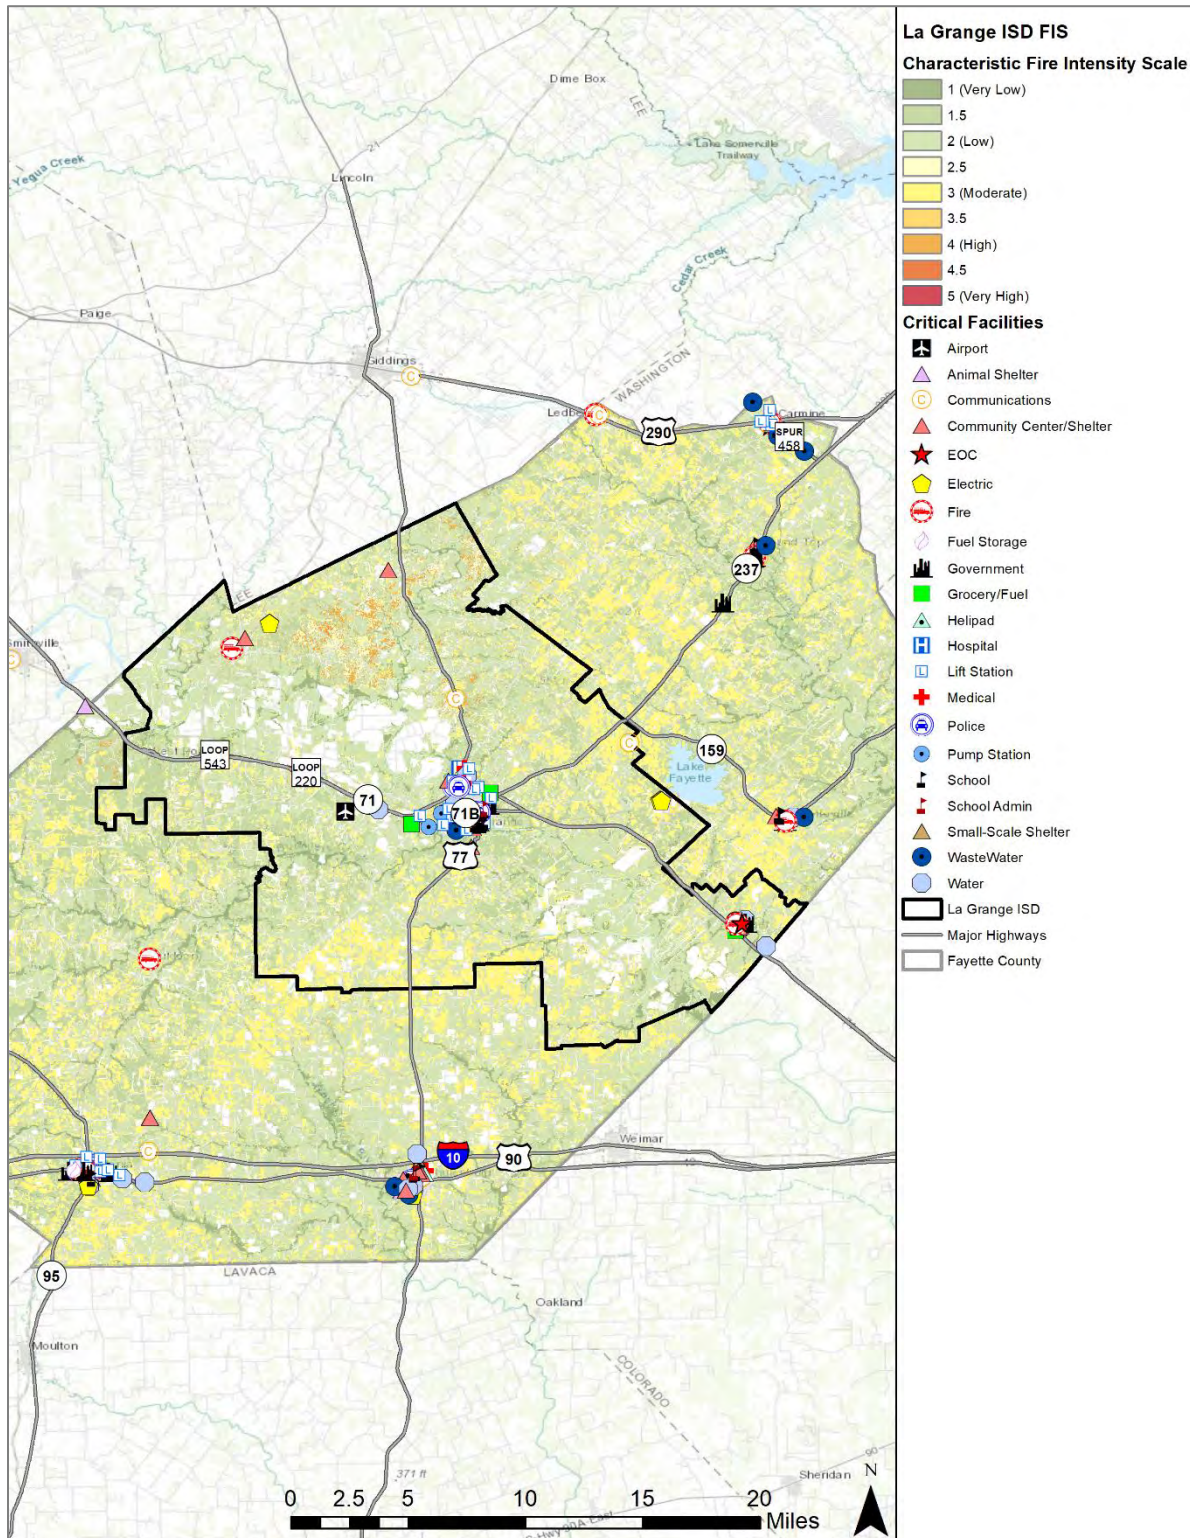 La Grange ISD FIS
Characteristic Fire Intensity Scale
1 (Very Low)
1.5
2 (Low)
2.5
3 (Moderate)
3.5
4 (High)
4.5
5 (Very High)
Critical Facilities
Airport
Animal Shelter
C Communications
Community Center/Shelter
EOC
Electric
Fire
Fuel Storage
Government
Grocery/Fuel
Helipad
H Hospital
L Lift Station
Medical
Police
Pump Station
School
School Admin
Small-Scale Shelter
WasteWater
Water
La Grange ISD
Major Highways
Fayette County
Dime Box
LEE
Lake Somerville
Trailway
21
Yegua Creek
Lincoln
Cedar Creek
Paige
Giddings
WASHINGTON
290
Carmine
SPUR
458
237
LEE
159
Lake
Fayette
LOOP
543
LOOP
220
71
71B
77
Weimar
10
90
95
LAVACA
Oakland
Moulton
COLORADO
371 ft
90
Sheridan
N
0 2.5 5 10 15 20
Miles